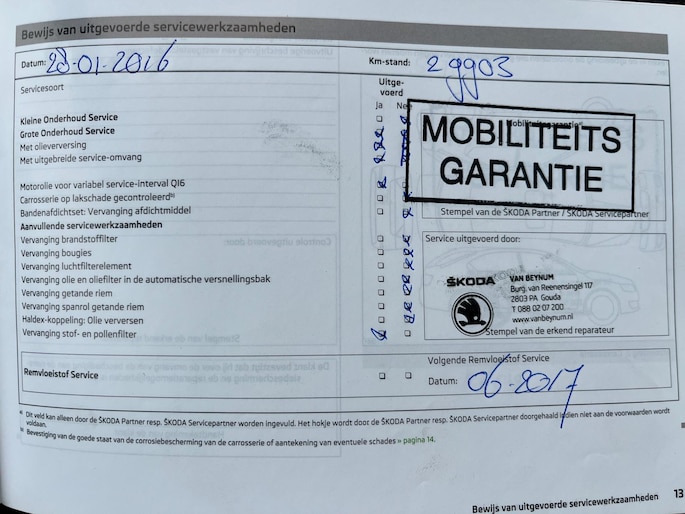 Bewijs van uitgevoerde servicewerkzaamheden
Datum: 28-01-2016
Km-stand: 29903
Servicesoort
Uitge-
voerd
Ja Nee
Kleine Onderhoud Service
Grote Onderhoud Service
Met olieverversing
Met uitgebreide service-omvang
Mobiliteitsgarantie
MOBILITEITS
GARANTIE
Stempel van de ŠKODA Partner / ŠKODA Servicepartner
Motorolie voor variabel service-interval QI6
Carrosserie op lakschade gecontroleerd b)
Bandenafdichtset: Vervanging afdichtmiddel
Aanvullende servicewerkzaamheden
Vervanging brandstoffilter
Vervanging bougies
Vervanging luchtfilterelement
Vervanging olie en oliefilter in de automatische versnellingsbak
Vervanging getande riem
Vervanging spanrol getande riem
Haldex-koppeling: Olie verversen
Vervanging stof- en pollenfilter
Service uitgevoerd door:
ŠKODA
VAN BEYNUM
Burg. van Reenensingel 117
2803 PA Gouda
T 088 02 07 200
www.vanbeynum.nl
Stempel van de erkend reparateur
Remvloeistof Service
Volgende Remvloeistof Service
Datum: 06-2017
a) Dit veld kan alleen door de ŠKODA Partner resp. ŠKODA Servicepartner worden ingevuld. Het hokje wordt door de ŠKODA Partner resp. ŠKODA Servicepartner doorgehaald indien niet aan de voorwaarden wordt
voldaan.
b) Bevestiging van de goede staat van de corrosiebescherming van de carrosserie of aantekening van eventuele schades » pagina 14.
Bewijs van uitgevoerde servicewerkzaamheden 13